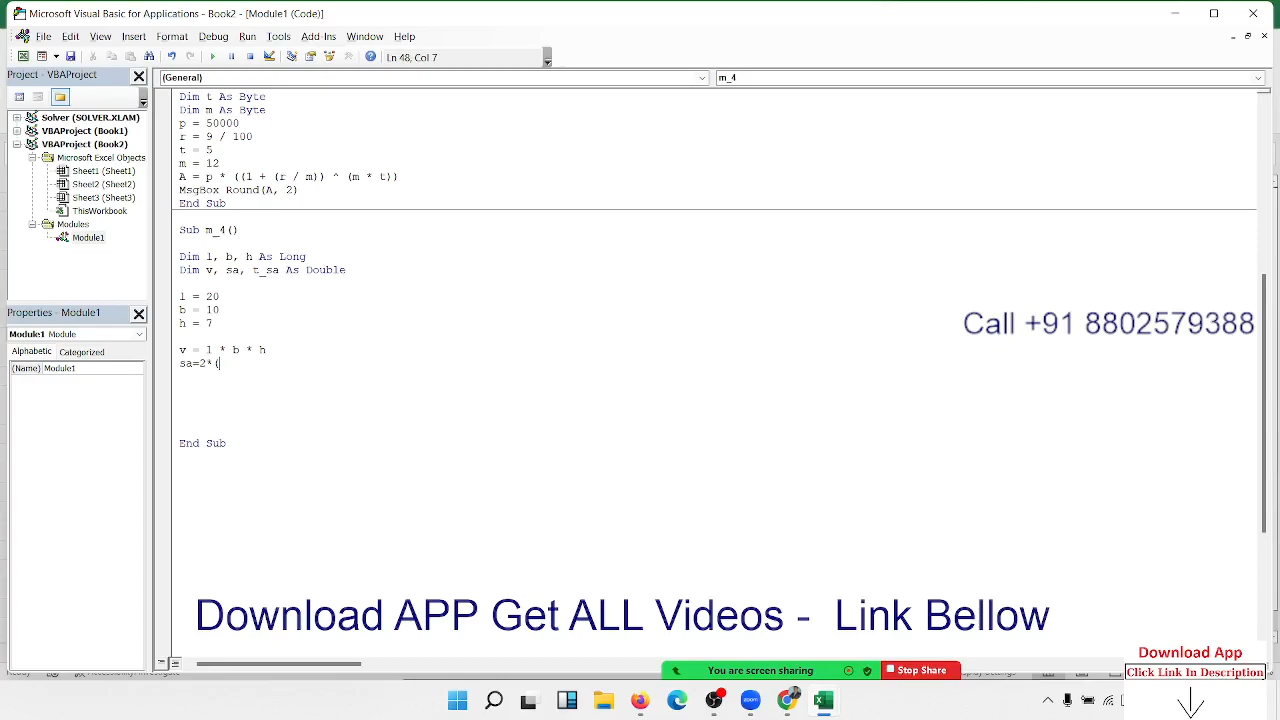 Microsoft Visual Basic for Applications - Book2 - [Module1 (Code)]
File Edit View Insert Format Debug Run Tools Add-Ins Window Help
Ln 48, Col 7
Project - VBAProject
(General)
m_4
Solver (SOLVER.XLAM)
VBAProject (Book1)
VBAProject (Book2)
Microsoft Excel Objects
Sheet1 (Sheet1)
Sheet2 (Sheet2)
Sheet3 (Sheet3)
ThisWorkbook
Modules
Module1
Properties - Module1
Module1 Module
Alphabetic Categorized
(Name) Module1
Dim t As Byte
Dim m As Byte
p = 50000
r = 9 / 100
t = 5
m = 12
A = p * ((1 + (r / m)) ^ (m * t))
MsgBox Round(A, 2)
End Sub
Sub m_4()
Dim l, b, h As Long
Dim v, sa, t_sa As Double
l = 20
b = 10
h = 7
v = l * b * h
sa=2*(
End Sub
Call +91 8802579388
Download APP Get ALL Videos - Link Bellow
Download App
Click Link In Description
You are screen sharing
Stop Share
zoom